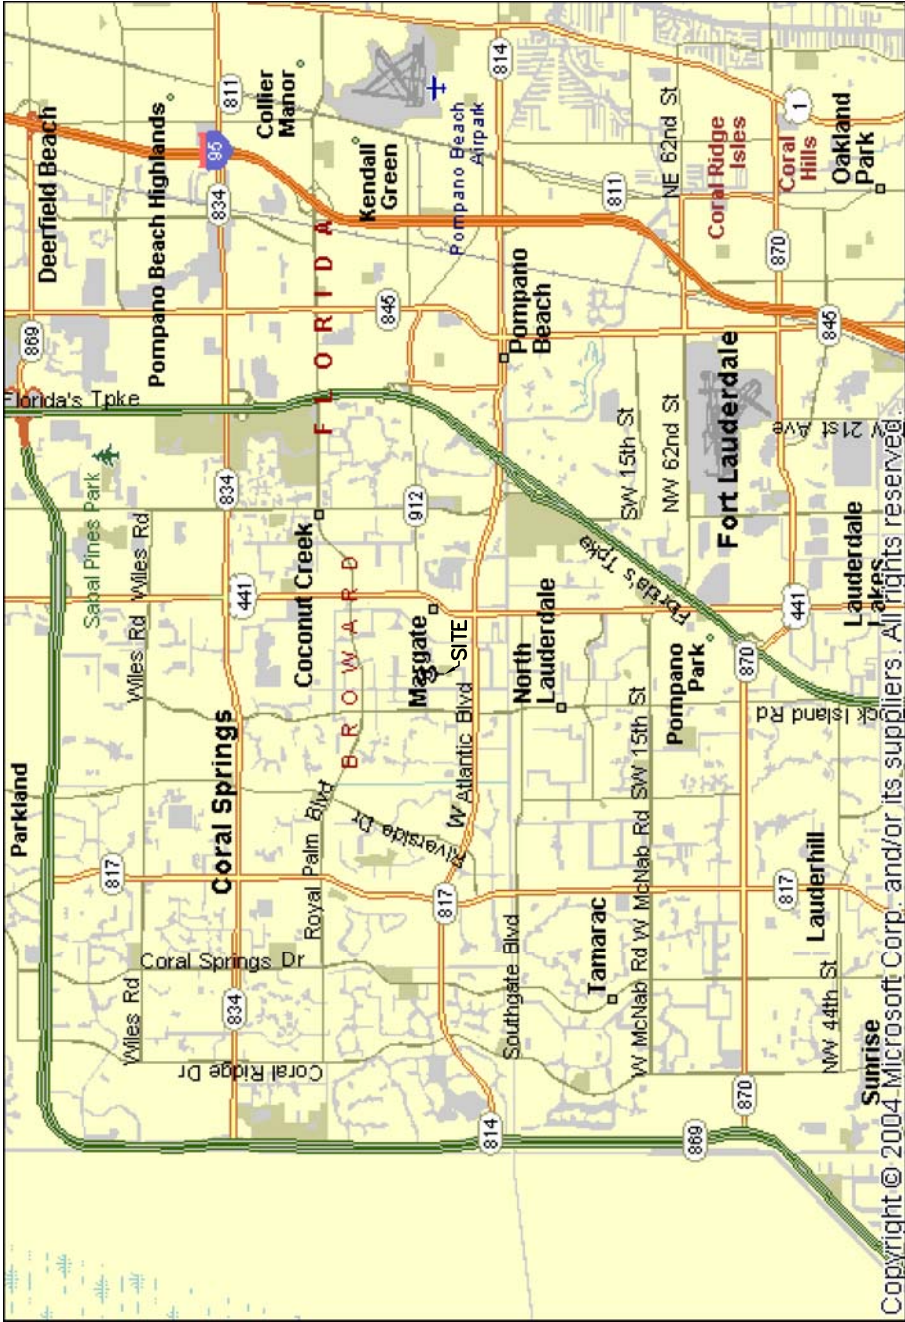 Parkland
Deerfield Beach
869
Florida's Tpke
Sabal Pines Park
817
Wiles Rd
Wiles Rd
Wiles Rd
Pompano Beach Highlands
811
Coral Springs Dr
Coral Springs
834
441
834
834
95
Collier
Manor
Coral Ridge Dr
Royal Palm Blvd
Coconut Creek
FLORIDA
BROWARD
Riverside Dr
845
Kendall
Green
Margate
912
SITE
Pompano Beach
Airpark
817
W Atlantic Blvd
814
814
Pompano
Beach
Southgate Blvd
North
Lauderdale
Tamarac
Florida's Tpke
SW 15th St
811
W McNab Rd
W McNab Rd
SW 15th St
NW 62nd St
NE 62nd St
869
Pompano
Park
Fort Lauderdale
Coral Ridge
Isles
870
870
870
817
441
W 21st Ave
Coral
Hills
1
ock Island Rd
Lauderhill
NW 44th St
845
Oakland
Park
Lauderdale
Lakes
Sunrise
Copyright © 2004 Microsoft Corp. and/or its suppliers. All rights reserved.